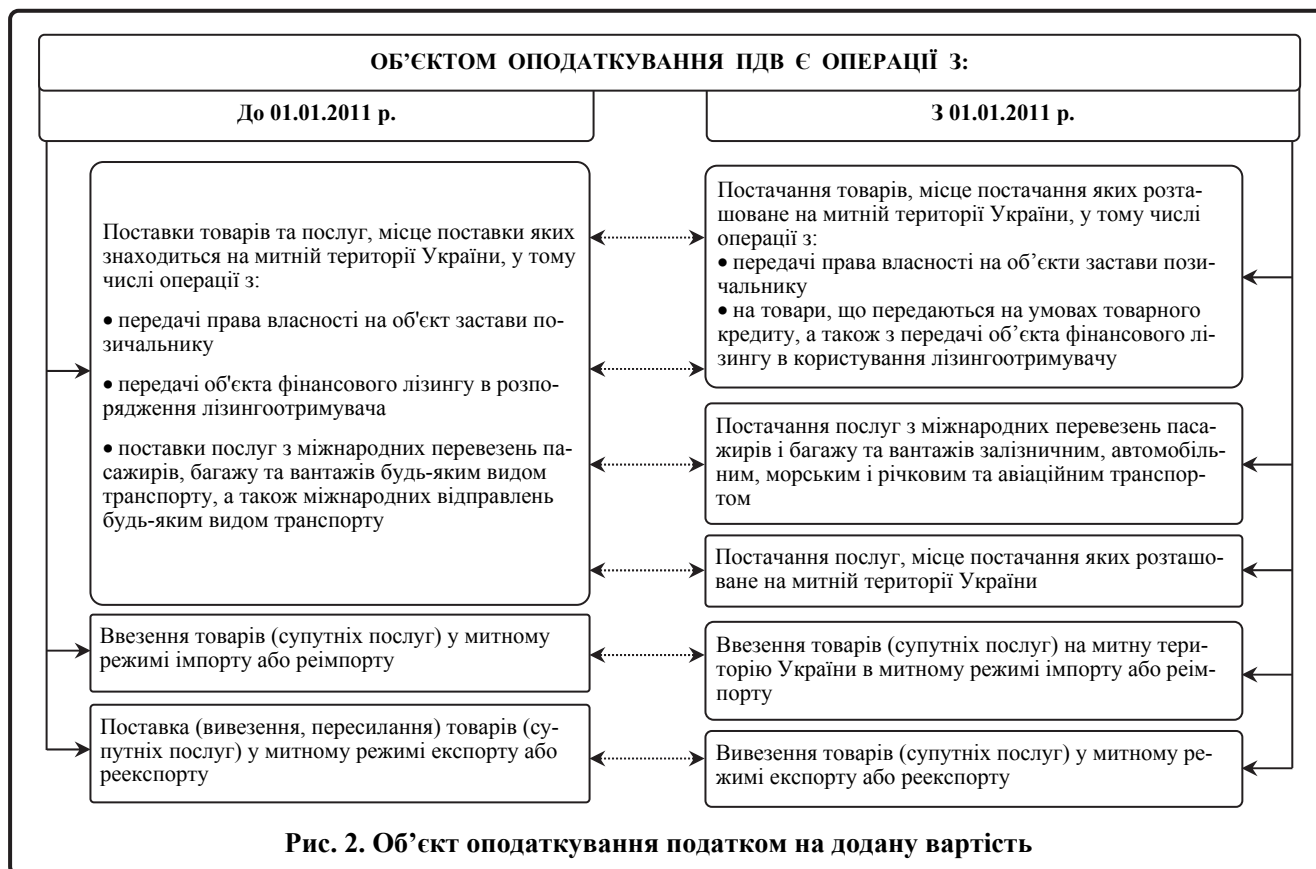 ОБ’ЄКТОМ ОПОДАТКУВАННЯ ПДВ Є ОПЕРАЦІЇ З:
До 01.01.2011 р.
Поставки товарів та послуг, місце поставки яких
знаходиться на митній території України, у тому
числі операції з:
• передачі права власності на об'єкт застави по-
зичальнику
• передачі об'єкта фінансового лізингу в розпо-
рядження лізингоотримувача
• поставки послуг з міжнародних перевезень па-
сажирів, багажу та вантажів будь-яким видом
транспорту, а також міжнародних відправлень
будь-яким видом транспорту
Ввезення товарів (супутніх послуг) у митному
режимі імпорту або реімпорту
Поставка (вивезення, пересилання) товарів (су-
путніх послуг) у митному режимі експорту або
реекспорту
З 01.01.2011 р.
Постачання товарів, місце постачання яких розта-
шоване на митній території України, у тому числі
операції з:
• передачі права власності на об’єкти застави пози-
чальнику
• на товари, що передаються на умовах товарного
кредиту, а також з передачі об’єкта фінансового лі-
зингу в користування лізингоотримувачу
Постачання послуг з міжнародних перевезень паса-
жирів і багажу та вантажів залізничним, автомобіль-
ним, морським і річковим та авіаційним транспор-
том
Постачання послуг, місце постачання яких розташо-
ване на митній території України
Ввезення товарів (супутніх послуг) на митну тери-
торію України в митному режимі імпорту або реім-
порту
Вивезення товарів (супутніх послуг) у митному ре-
жимі експорту або реекспорту
Рис. 2. Об’єкт оподаткування податком на додану вартість